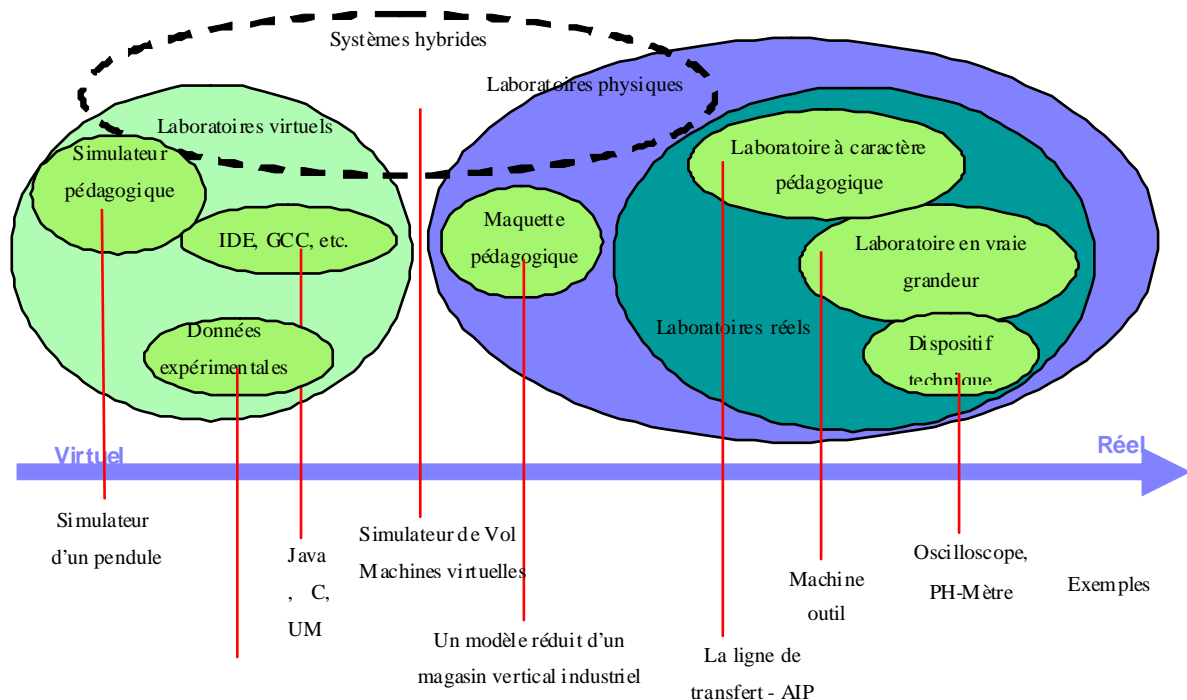 Systèmes hybrides
Laboratoires physiques
Laboratoires virtuels
Simulateur
pédagogique
IDE, GCC, etc.
Données
expérimentales
Maquette
pédagogique
Laboratoire à caractère
pédagogique
Laboratoire en vraie
grandeur
Laboratoires réels
Dispositif
technique
Virtuel
Réel
Simulateur
d'un pendule
Java
, C,
UM
Simulateur de Vol
Machines virtuelles
Un modèle réduit d'un
magasin vertical industriel
La ligne de
transfert - AIP
Machine
outil
Oscilloscope,
PH-Mètre
Exemples